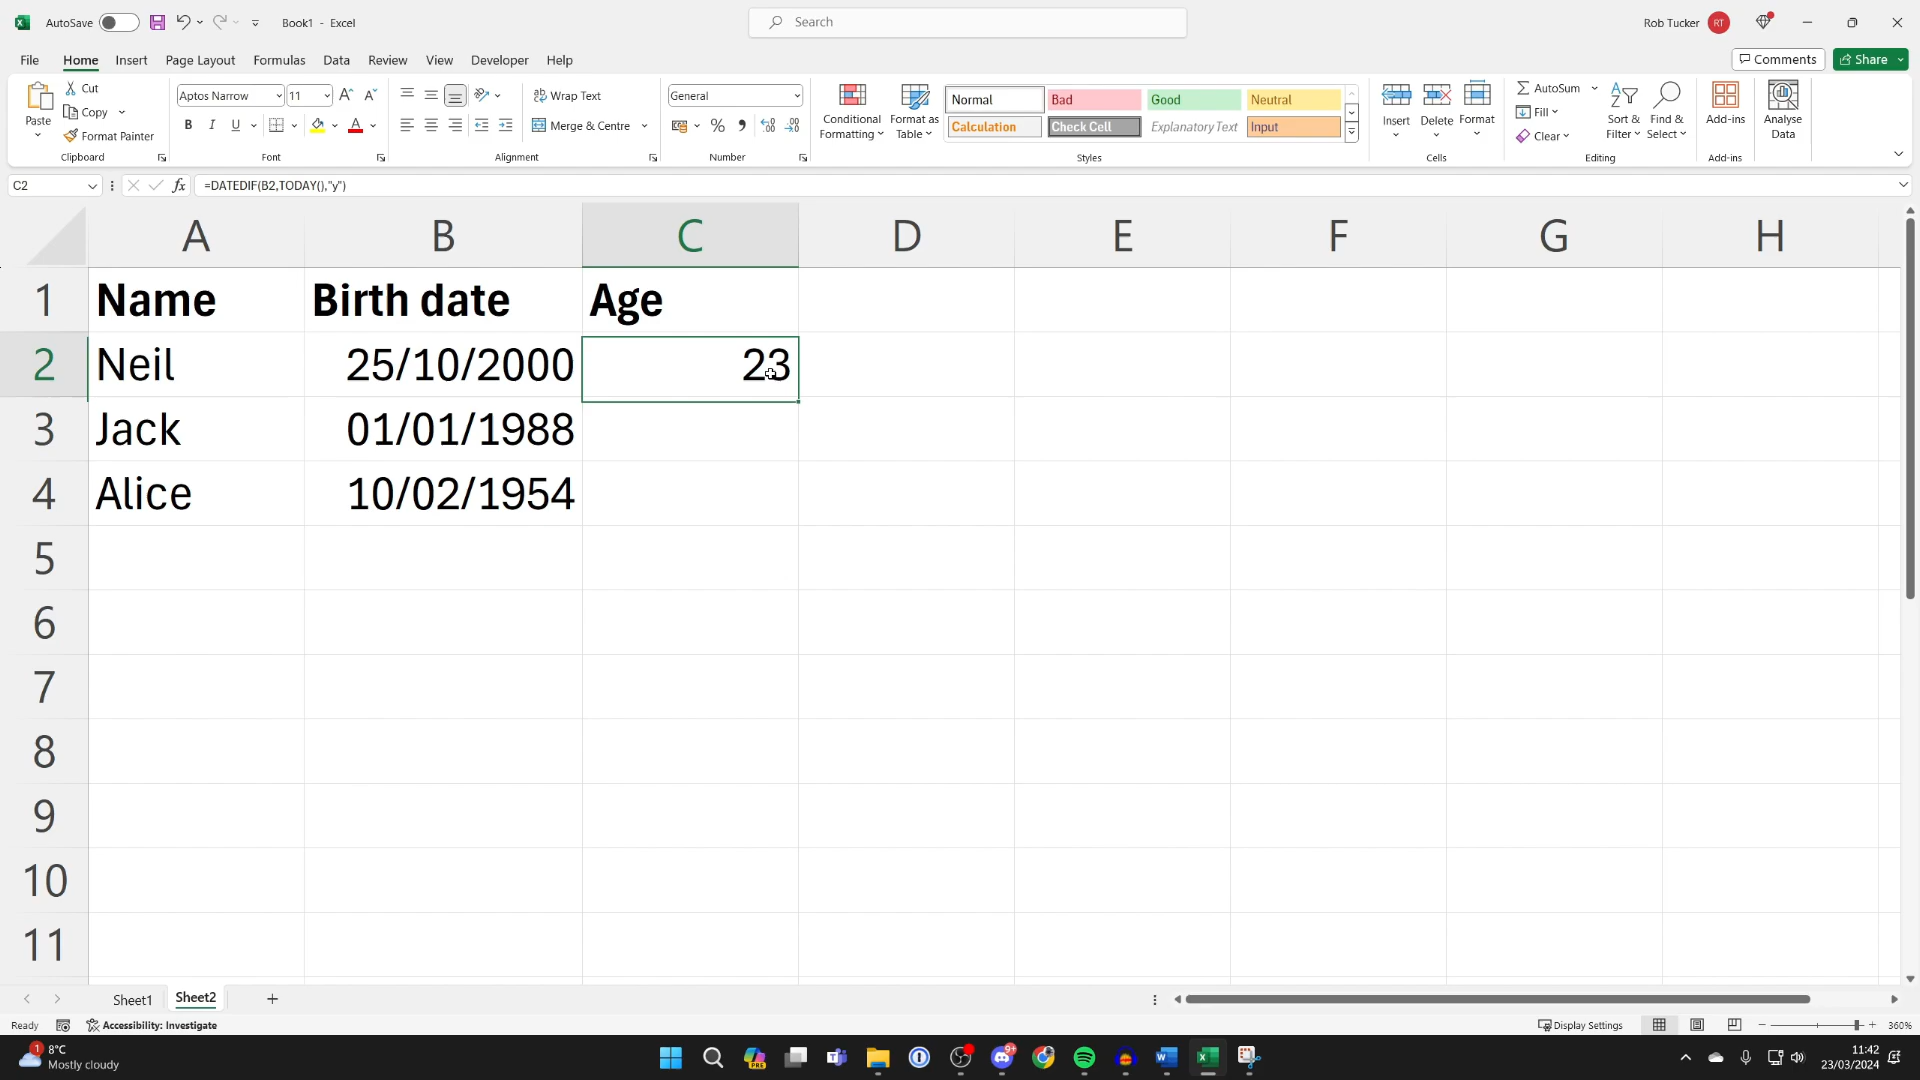 AutoSave
Book1 - Excel
Search
Rob Tucker
RT
File
Home
Insert
Page Layout
Formulas
Data
Review
View
Developer
Help
Comments
Share
Paste
Cut
Copy
Format Painter
Clipboard
Aptos Narrow
11
B
I
U
Font
Wrap Text
Merge & Centre
Alignment
General
Number
Conditional
Formatting
Format as
Table
Normal
Bad
Good
Neutral
Calculation
Check Cell
Explanatory Text
Input
Styles
Insert
Delete
Format
Cells
AutoSum
Fill
Clear
Sort &
Filter
Find &
Select
Editing
Add-ins
Add-ins
Analyse
Data
C2
fx
=DATEDIF(B2,TODAY(),"y")
A B C D E F G H
1 Name Birth date Age
2 Neil 25/10/2000 23
3 Jack 01/01/1988
4 Alice 10/02/1954
5
6
7
8
9
10
11
Sheet1
Sheet2
Ready
Accessibility: Investigate
Display Settings
360%
1
8°C
Mostly cloudy
PRE
9+
11:42
23/03/2024